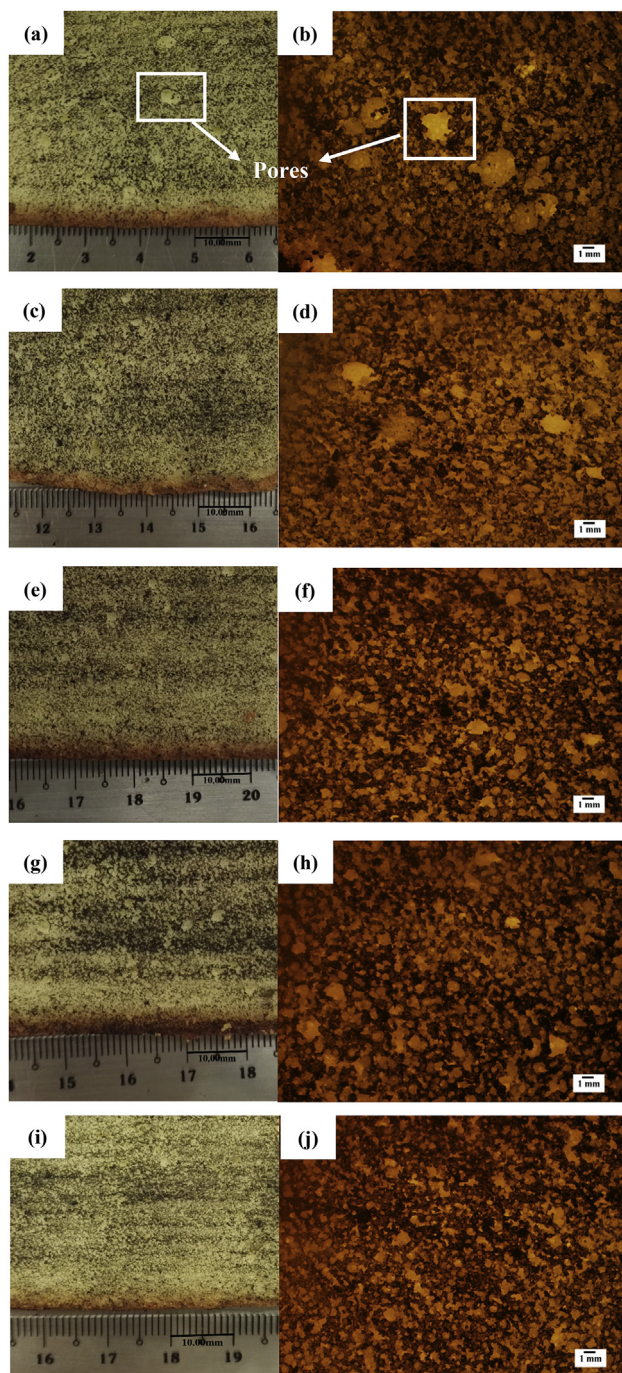 (a)
(b)
Pores
2 3 4 5 6
10.00mm
1 mm
(c)
(d)
12 13 14 15 16
10.00mm
1 mm
(e)
(f)
16 17 18 19 20
10.00mm
1 mm
(g)
(h)
15 16 17 18
10.00mm
1 mm
(i)
(j)
16 17 18 19
10.00mm
1 mm